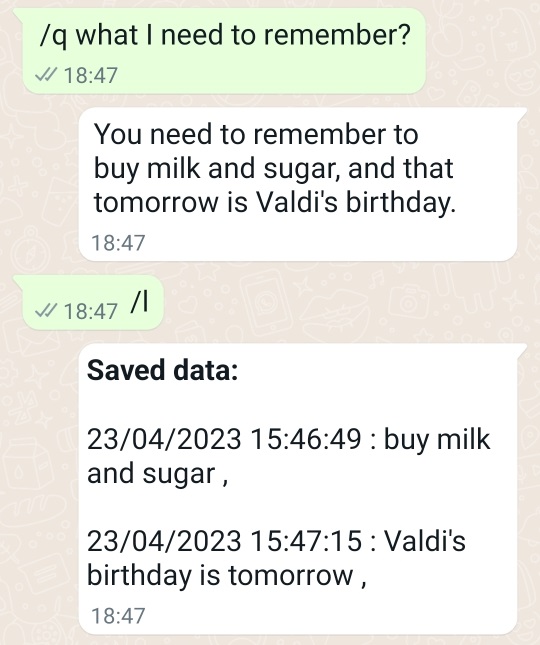 /q what I need to remember?
18:47
You need to remember to
buy milk and sugar, and that
tomorrow is Valdi's birthday.
18:47
18:47 /l
Saved data:
23/04/2023 15:46:49 : buy milk
and sugar ,
23/04/2023 15:47:15 : Valdi's
birthday is tomorrow ,
18:47